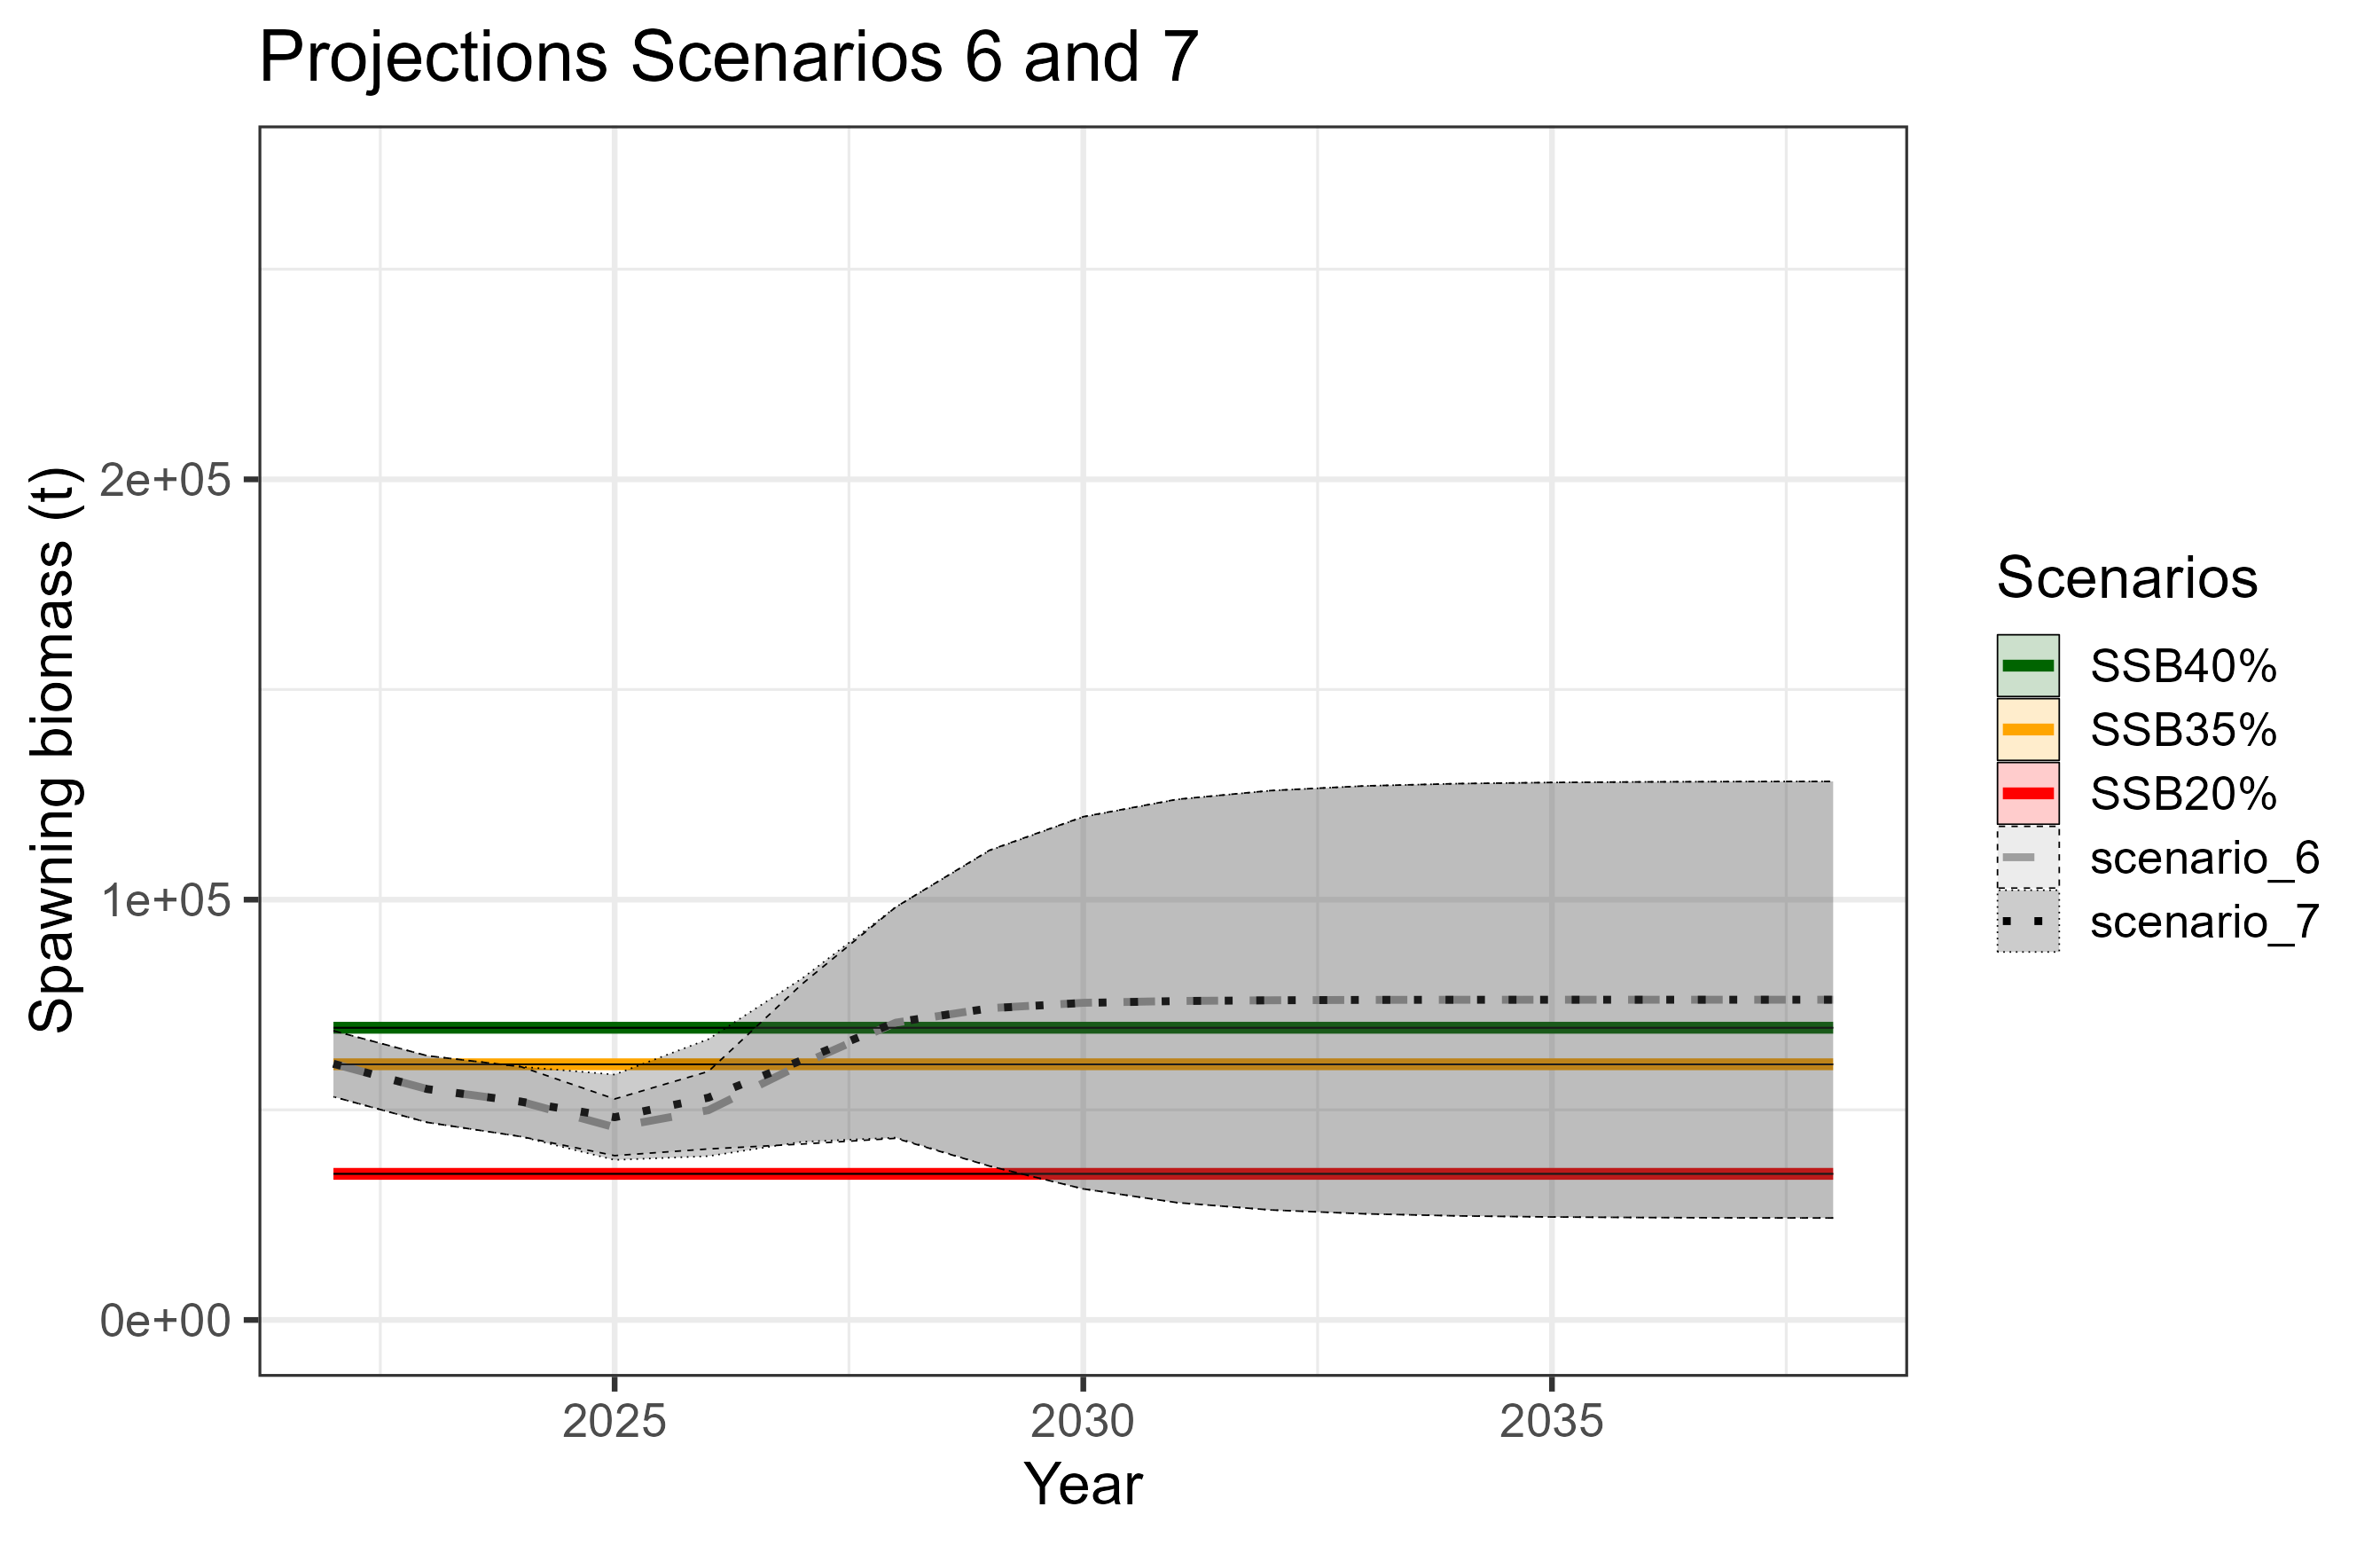 Projections Scenarios 6 and 7
Spawning biomass (t)
2e+05
1e+05
0e+00
2025
2030
2035
Year
Scenarios
SSB40%
SSB35%
SSB20%
scenario_6
scenario_7